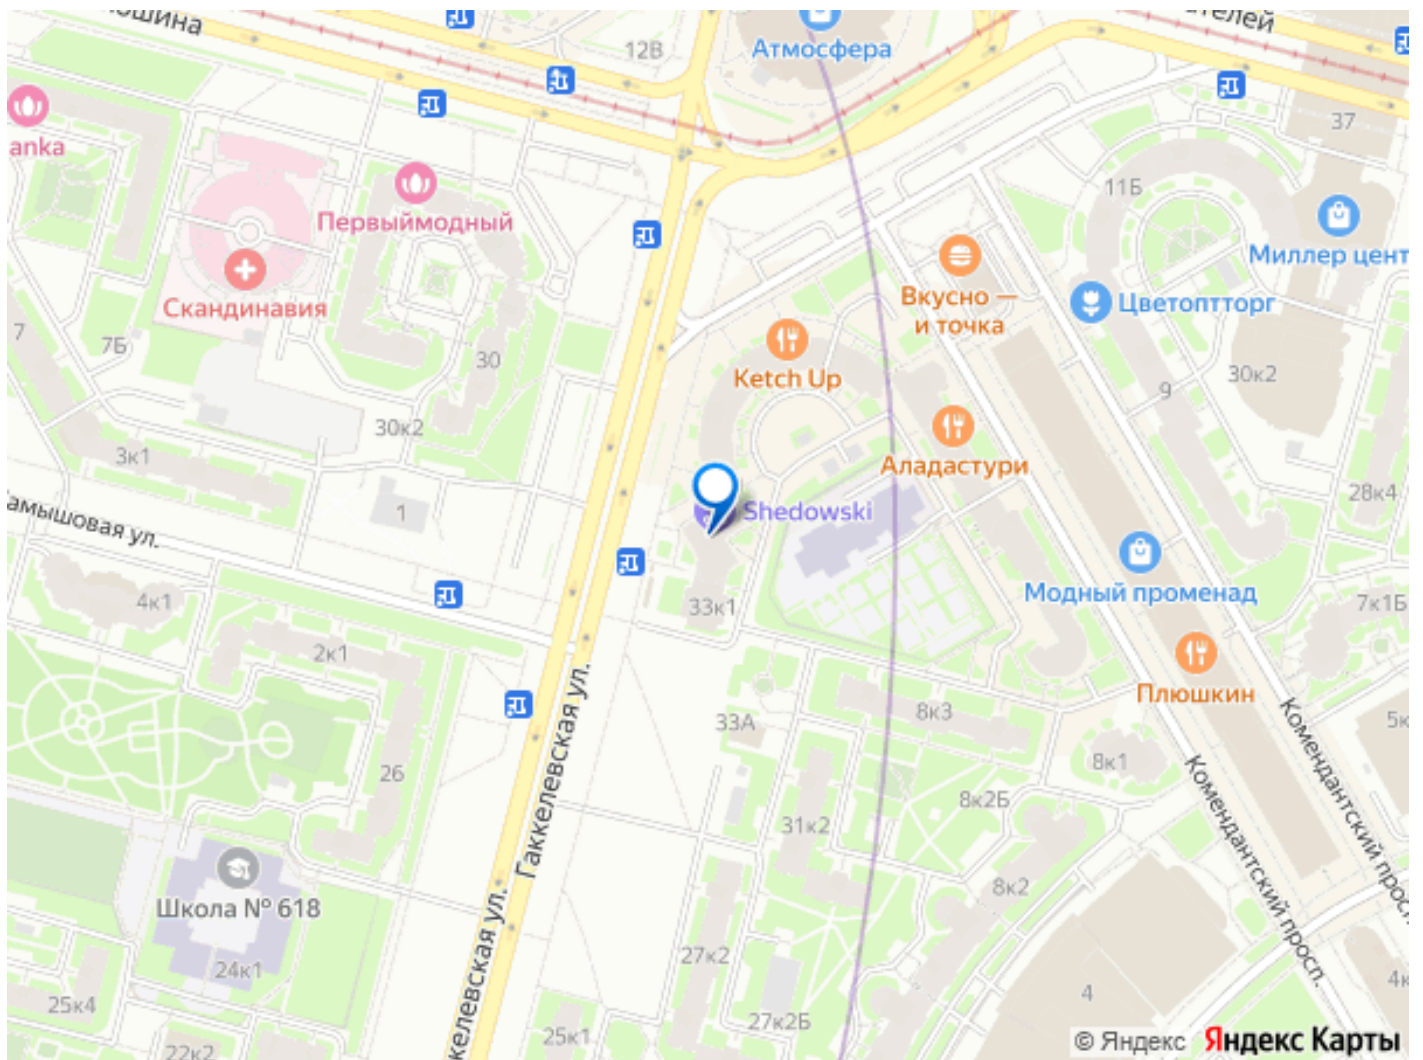 ошина
12В
Атмосфера
ателей
37
anka
11Б
Первыймодный
Миллер цент
Скандинавия
Вкусно —
и точка
Цветоптторг
7
7Б
30
Ketch Up
30к2
9
30к2
3к1
Аладастури
28к4
амышовая ул.
1
Shedowski
Модный променад
4к1
33к1
7к1Б
2к1
Плюшкин
Гаккелевская ул.
33А
8к3
5к
Комендантский просп.
26
8к1
Комендантский просп.
8к2Б
31к2
Школа № 618
8к2
ккелевская ул.
24к1
27к2
25к4
4
4к
27к2Б
25к1
22к2
© Яндекс Яндекс Карты